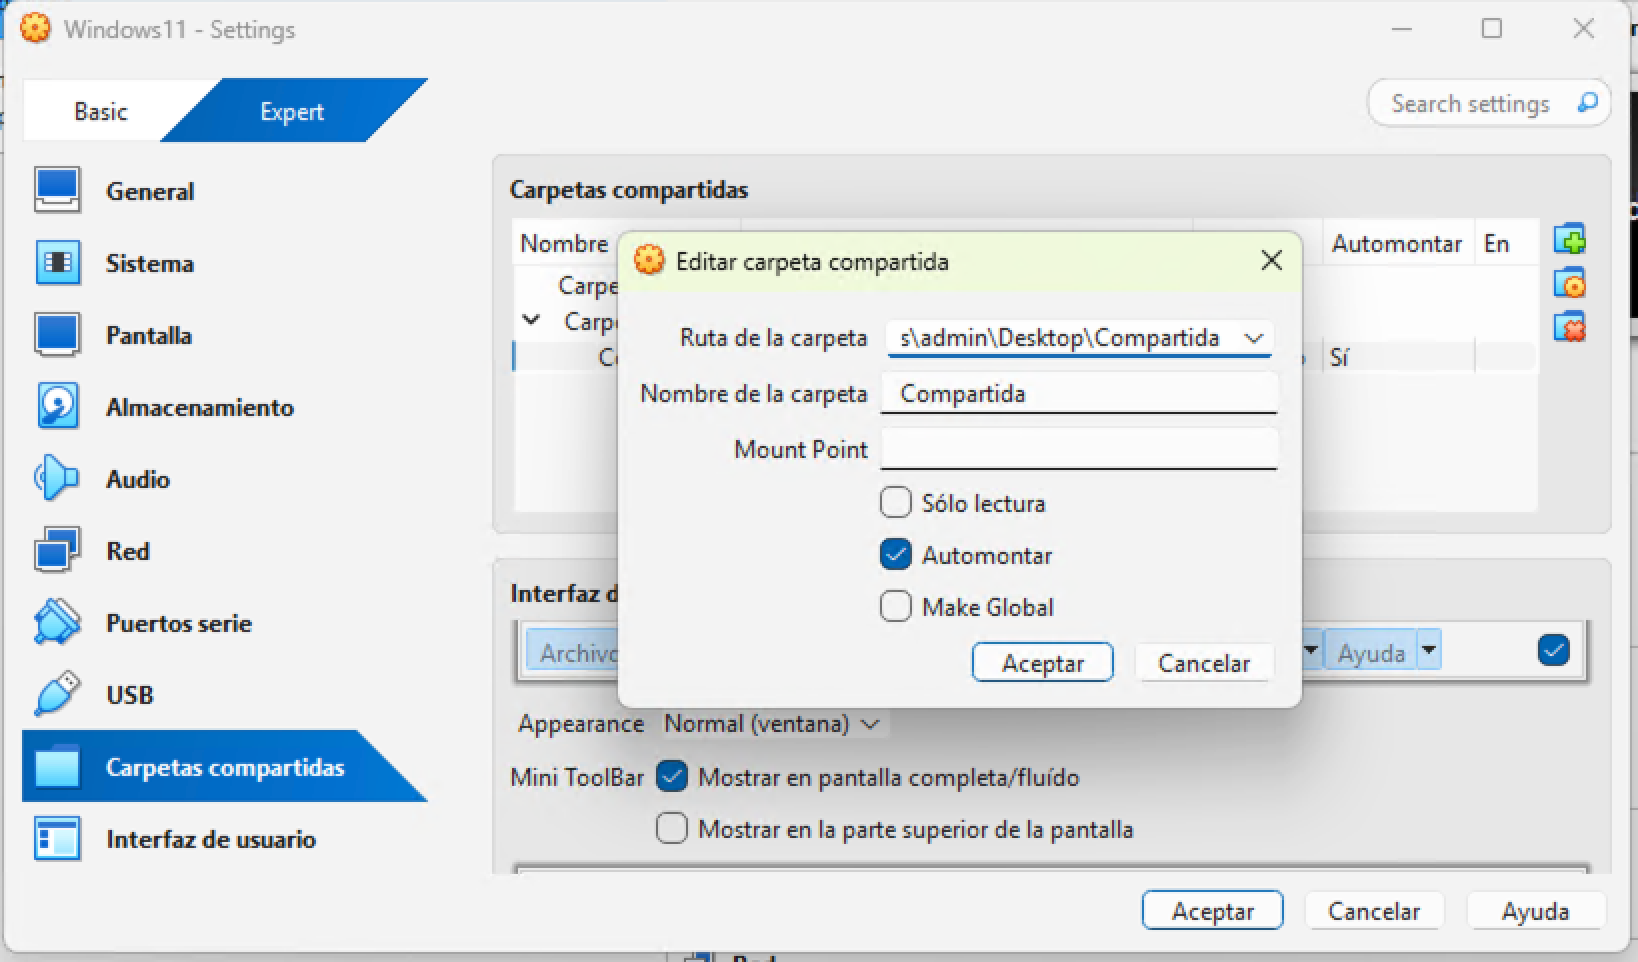 Windows11 - Settings
Basic
Expert
Search settings
General
Sistema
Pantalla
Almacenamiento
Audio
Red
Puertos serie
USB
Carpetas compartidas
Interfaz de usuario
Carpetas compartidas
Nombre
Automontar
En
Sí
Editar carpeta compartida
Ruta de la carpeta
s\admin\Desktop\Compartida
Nombre de la carpeta
Compartida
Mount Point
Sólo lectura
Automontar
Make Global
Aceptar
Cancelar
Interfaz
Ayuda
Appearance
Normal (ventana)
Mini ToolBar
Mostrar en pantalla completa/fluído
Mostrar en la parte superior de la pantalla
Aceptar
Cancelar
Ayuda